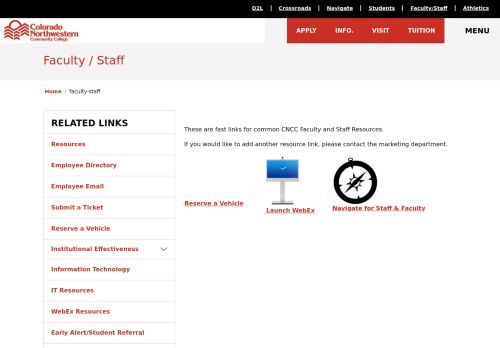 D2L | Crossroads | Navigate | Students | Faculty/Staff | Athletics
Colorado
Northwestern
Community College
APPLY INFO. VISIT TUITION MENU
Faculty / Staff
Home / faculty-staff
RELATED LINKS
Resources
Employee Directory
Employee Email
Submit a Ticket
Reserve a Vehicle
Institutional Effectiveness
Information Technology
IT Resources
WebEx Resources
Early Alert/Student Referral
These are fast links for common CNCC Faculty and Staff Resources.
If you would like to add another resource link, please contact the marketing department.
Reserve a Vehicle
Launch WebEx
Navigate for Staff & Faculty